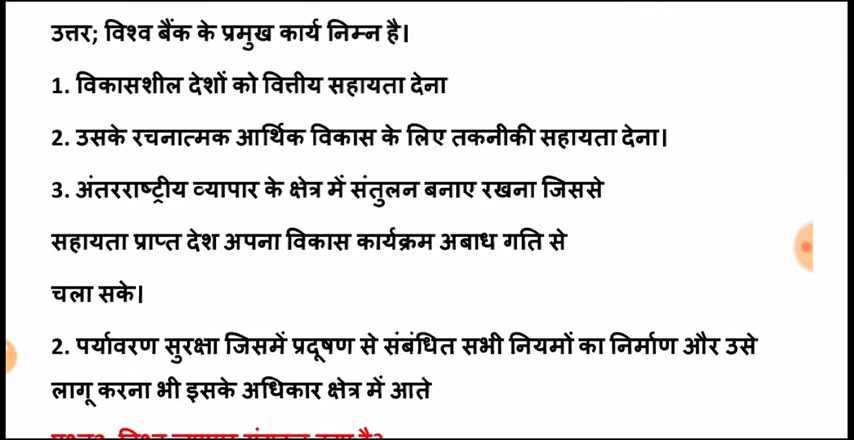 उत्तर; विश्व बैंक के प्रमुख कार्य निम्न है।
1. विकासशील देशों को वित्तीय सहायता देना
2. उसके रचनात्मक आर्थिक विकास के लिए तकनीकी सहायता देना।
3. अंतरराष्ट्रीय व्यापार के क्षेत्र में संतुलन बनाए रखना जिससे
सहायता प्राप्त देश अपना विकास कार्यक्रम अबाध गति से
चला सके।
2. पर्यावरण सुरक्षा जिसमें प्रदूषण से संबंधित सभी नियमों का निर्माण और उसे
लागू करना भी इसके अधिकार क्षेत्र में आते